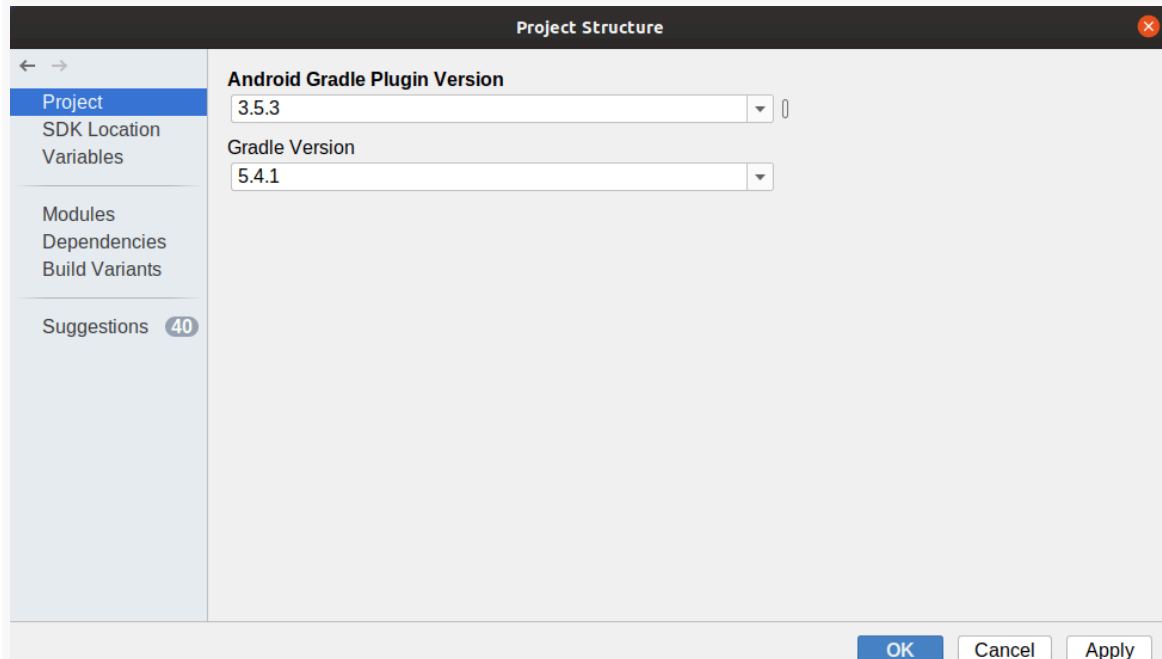 Project Structure
Project
SDK Location
Variables
Modules
Dependencies
Build Variants
Suggestions 40
Android Gradle Plugin Version
3.5.3
Gradle Version
5.4.1
OK Cancel Apply